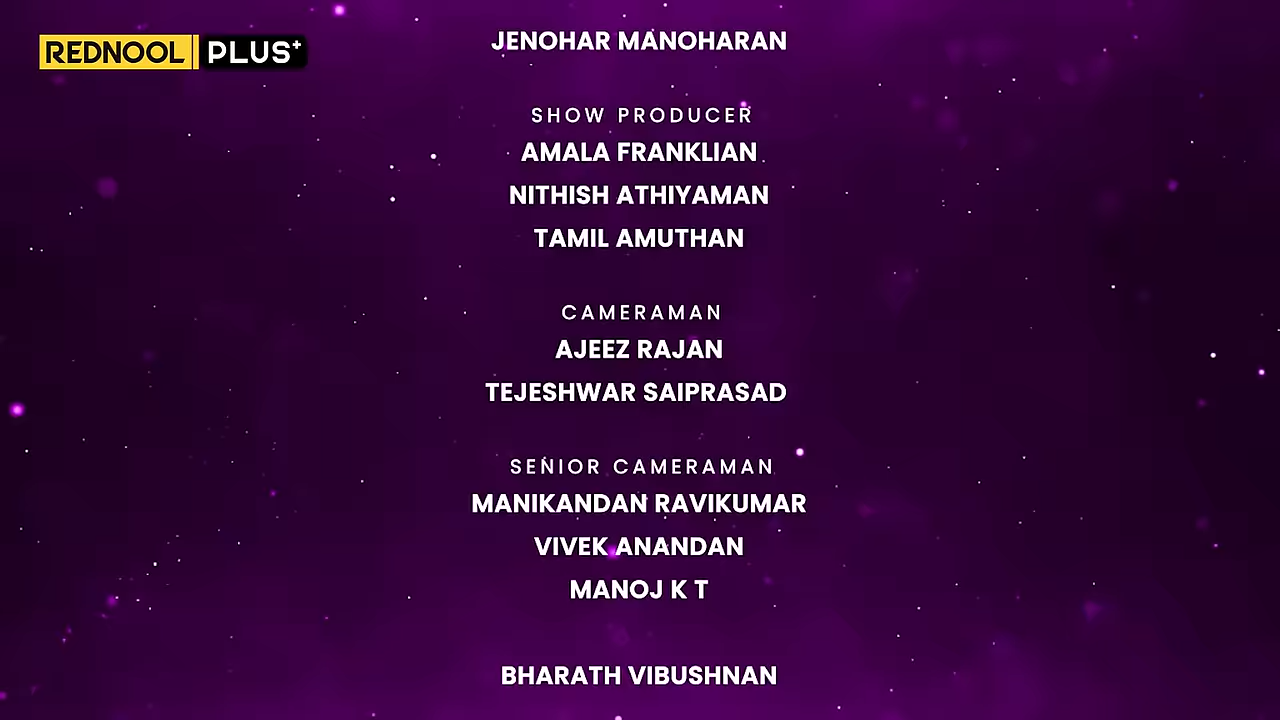 REDNOOL PLUS+
JENOHAR MANOHARAN
SHOW PRODUCER
AMALA FRANKLIAN
NITHISH ATHIYAMAN
TAMIL AMUTHAN
CAMERAMAN
AJEEZ RAJAN
TEJESHWAR SAIPRASAD
SENIOR CAMERAMAN
MANIKANDAN RAVIKUMAR
VIVEK ANANDAN
MANOJ K T
BHARATH VIBUSHNAN